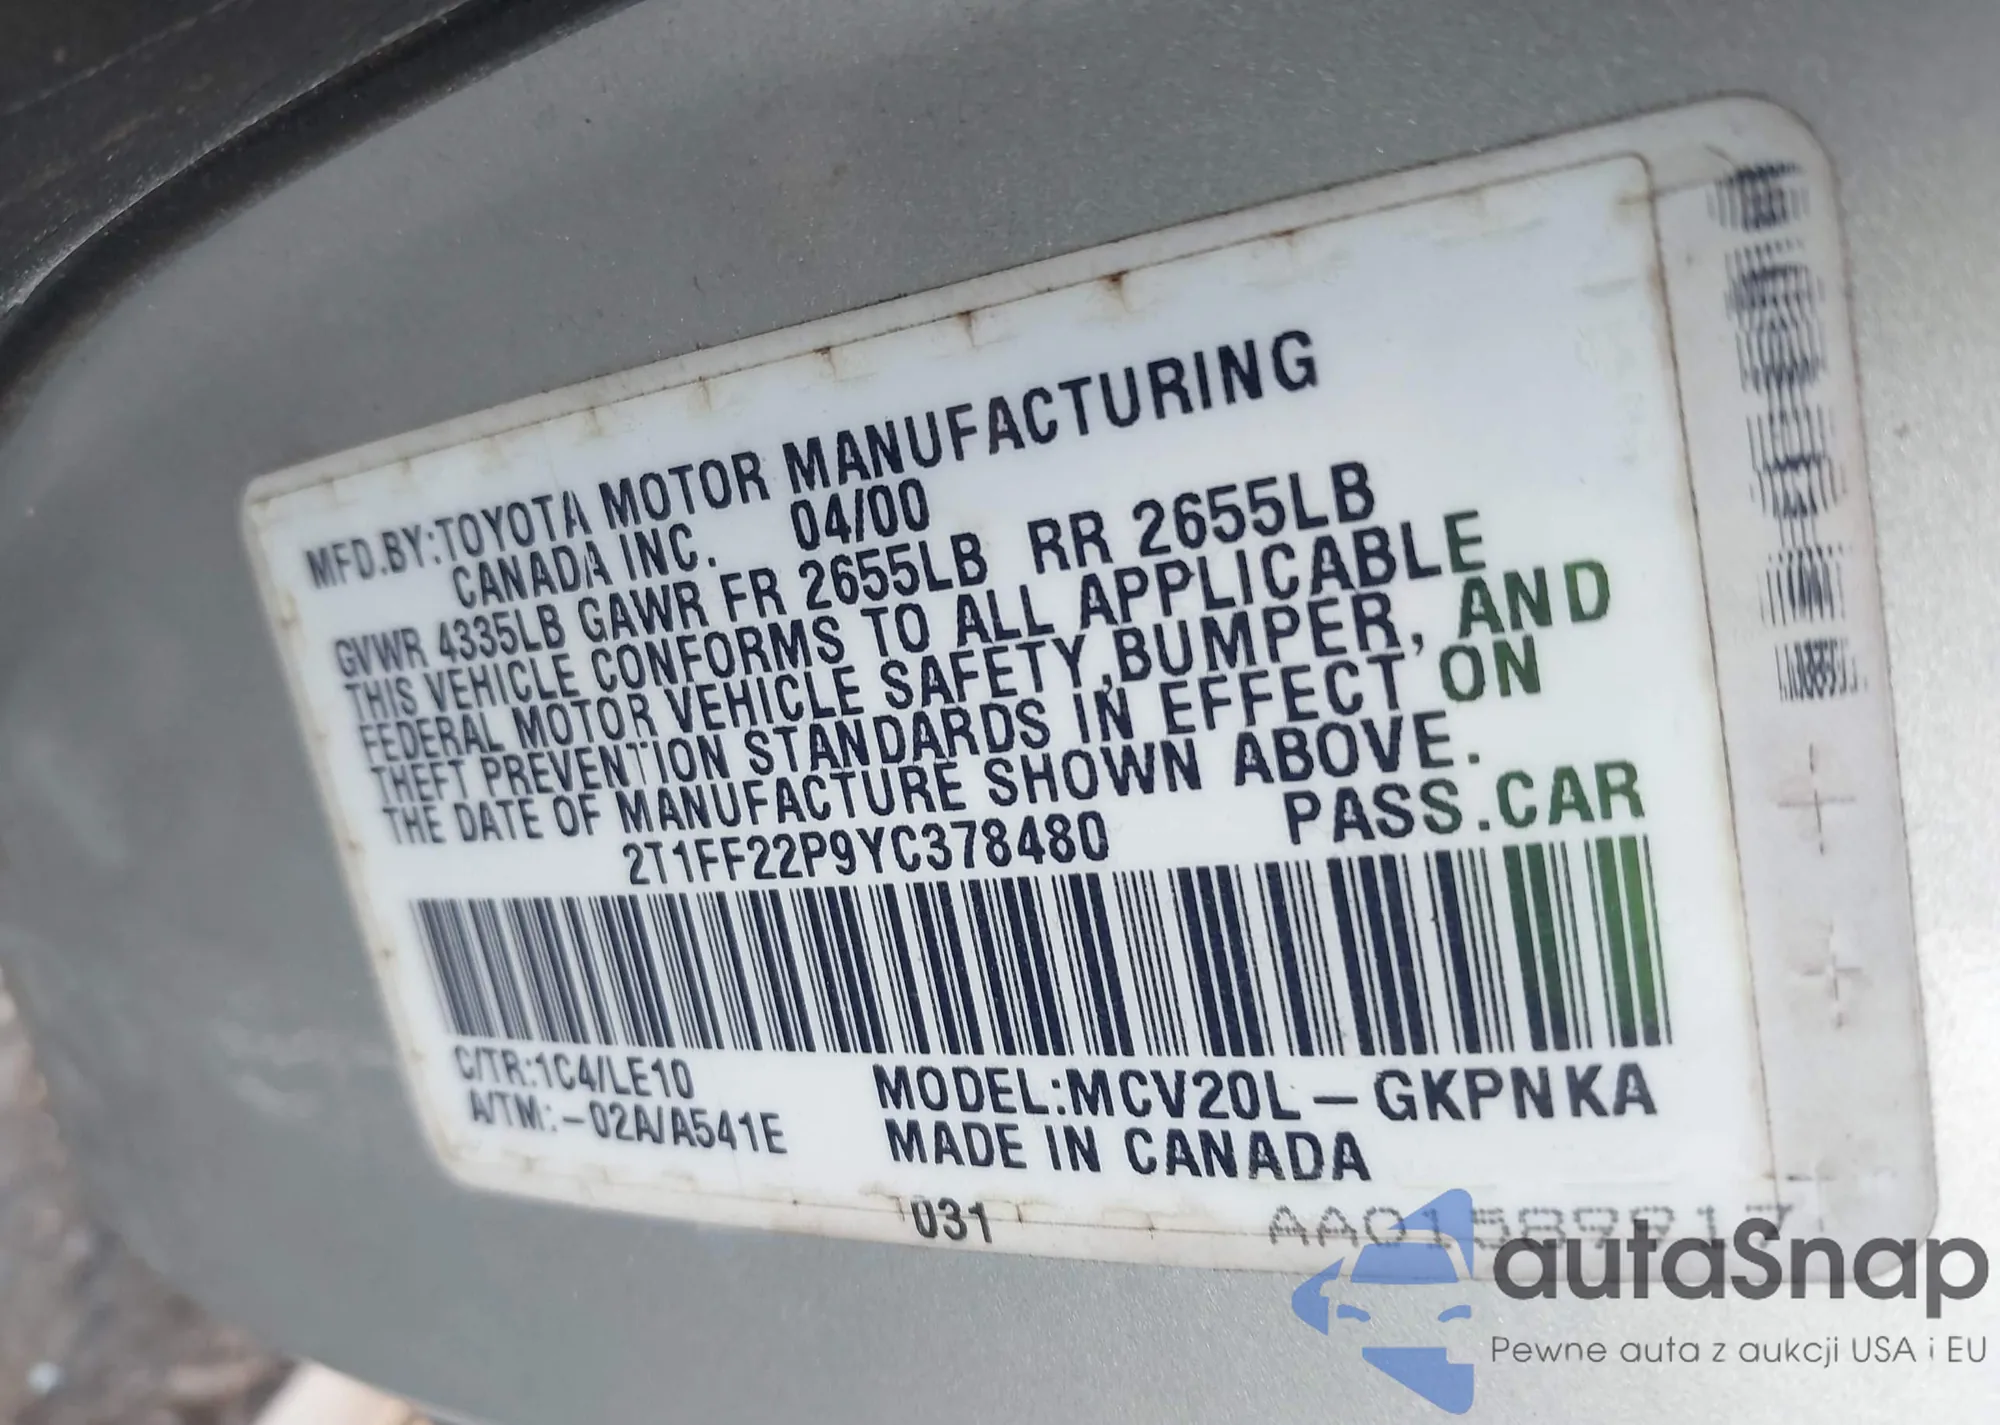 MFD.BY:TOYOTA MOTOR MANUFACTURING
CANADA INC. 04/00
GVWR 4335LB GAWR FR 2655LB RR 2655LB
THIS VEHICLE CONFORMS TO ALL APPLICABLE
FEDERAL MOTOR VEHICLE SAFETY,BUMPER, AND
THEFT PREVENTION STANDARDS IN EFFECT ON
THE DATE OF MANUFACTURE SHOWN ABOVE.
2T1FF22P9YC378480 PASS.CAR
C/TR:1C4/LE10
A/TM:-02A/A541E
MODEL:MCV20L-GKPNKA
MADE IN CANADA
031
AA01589917
autaSnap
Pewne auta z aukcji USA i EU